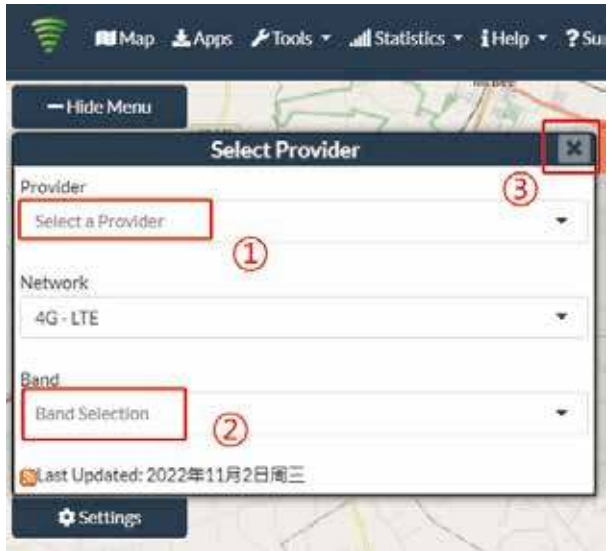 Map Apps Tools Statistics Help ? Su
Hide Menu
Select Provider
Provider
③
Select a Provider
①
Network
4G - LTE
Band
Band Selection
②
Last Updated: 2022年11月2日周三
Settings